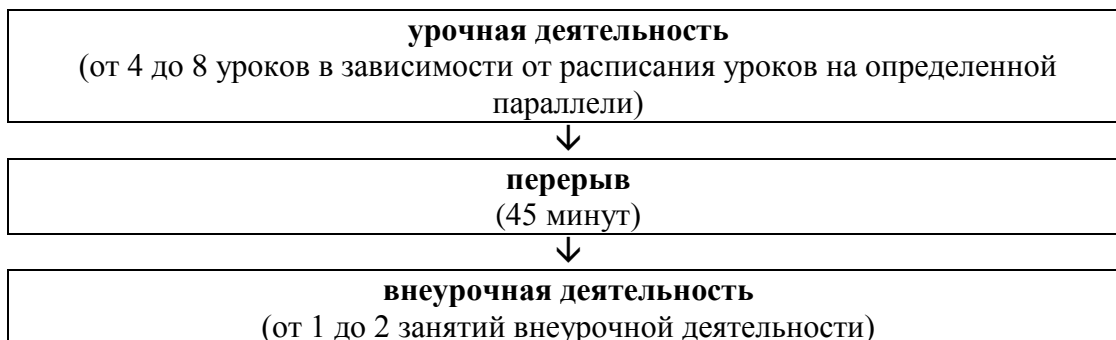 урочная деятельность
(от 4 до 8 уроков в зависимости от расписания уроков на определенной
параллели)
↓
перерыв
(45 минут)
↓
внеурочная деятельность
(от 1 до 2 занятий внеурочной деятельности)